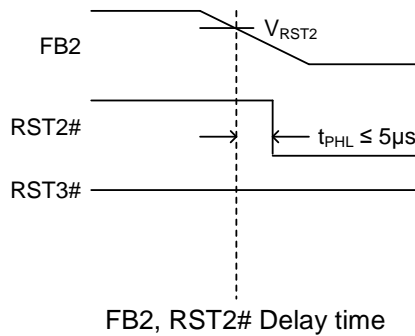 V_RST2
FB2
RST2#
t_PHL ≤ 5µs
RST3#
FB2, RST2# Delay time